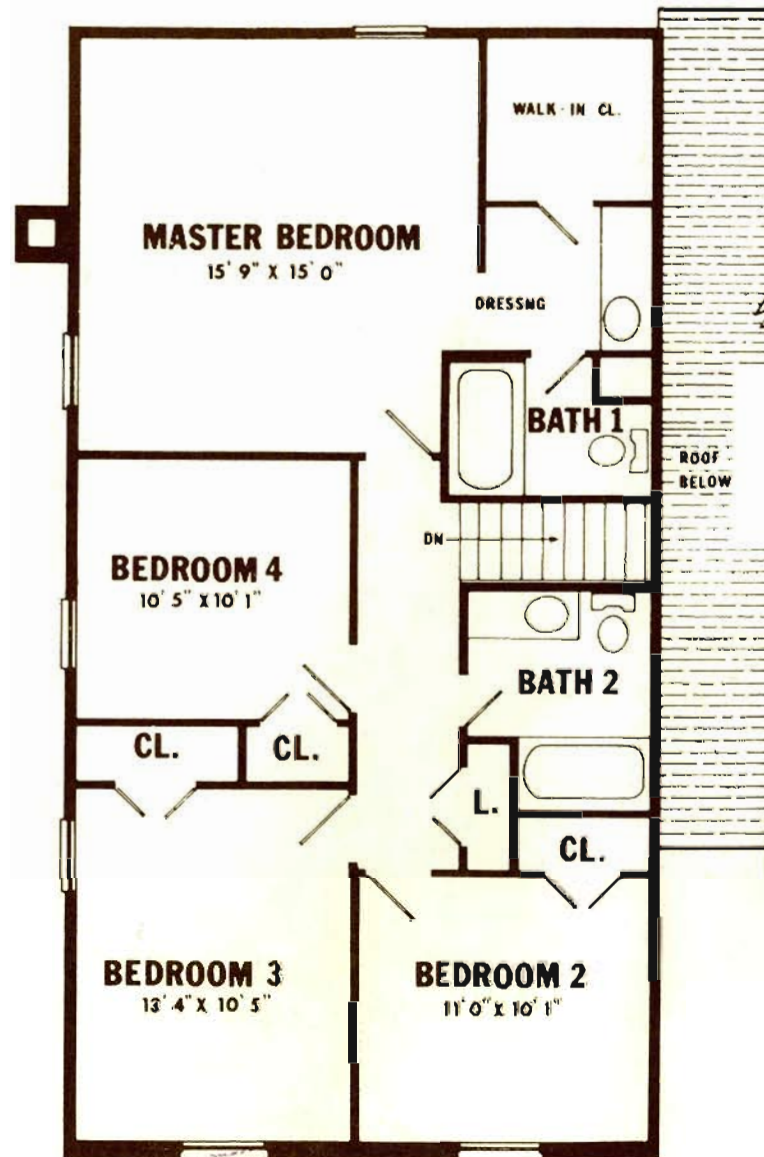 WALK-IN CL.
MASTER BEDROOM
15' 9" X 15' 0"
DRESSNG
BATH 1
ROOF
BELOW
DN
BEDROOM 4
10' 5" X 10' 1"
BATH 2
CL.
CL.
L.
CL.
BEDROOM 3
13' 4" X 10' 5"
BEDROOM 2
11' 0" X 10' 1"